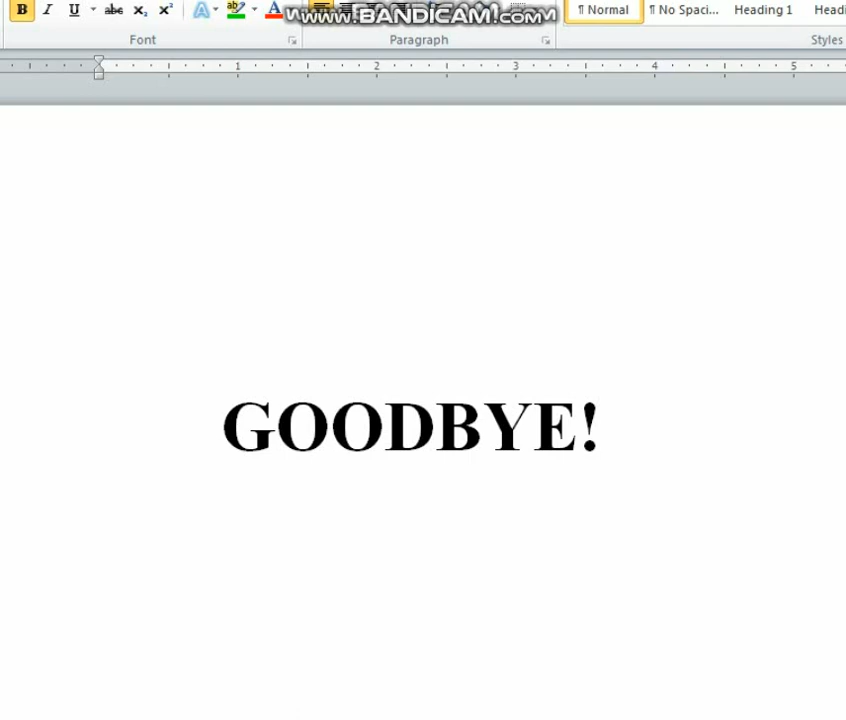 B I U abc x₂ x² A ab A
www.BANDICAM.com
¶ Normal ¶ No Spaci... Heading 1 Headi
Font Paragraph Styles
1 2 3 4 5
GOODBYE!